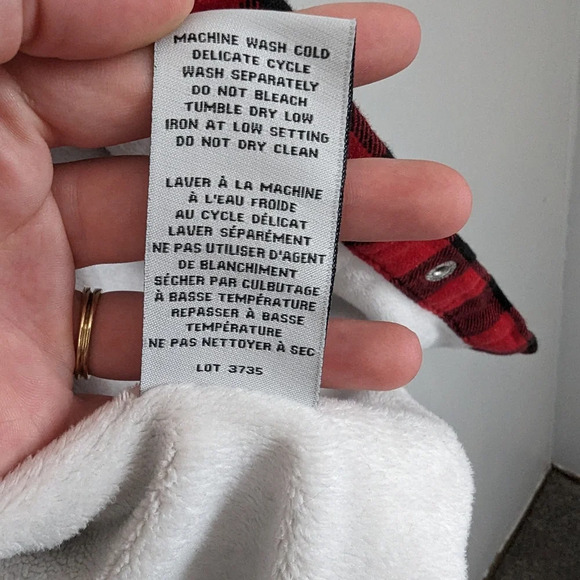 MACHINE WASH COLD
DELICATE CYCLE
WASH SEPARATELY
DO NOT BLEACH
TUMBLE DRY LOW
IRON AT LOW SETTING
DO NOT DRY CLEAN
LAVER À LA MACHINE
À L'EAU FROIDE
AU CYCLE DÉLICAT
LAVER SÉPARÉMENT
NE PAS UTILISER D'AGENT
DE BLANCHIMENT
SÉCHER PAR CULBUTAGE
À BASSE TEMPÉRATURE
REPASSER À BASSE
TEMPÉRATURE
NE PAS NETTOYER À SEC
LOT 3735